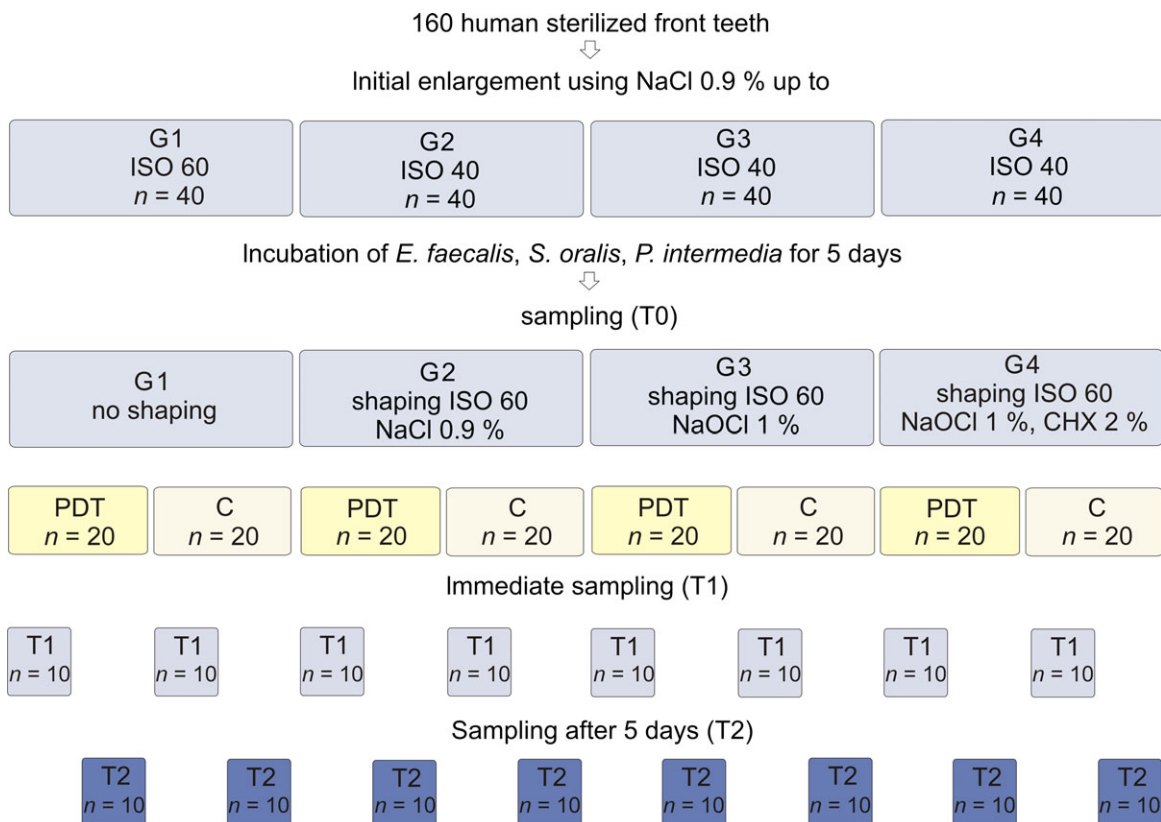 160 human sterilized front teeth
Initial enlargement using NaCl 0.9 % up to
G1
ISO 60
n = 40
G2
ISO 40
n = 40
G3
ISO 40
n = 40
G4
ISO 40
n = 40
Incubation of E. faecalis, S. oralis, P. intermedia for 5 days
sampling (T0)
G1
no shaping
G2
shaping ISO 60
NaCl 0.9 %
G3
shaping ISO 60
NaOCl 1 %
G4
shaping ISO 60
NaOCl 1 %, CHX 2 %
PDT
n = 20
C
n = 20
PDT
n = 20
C
n = 20
PDT
n = 20
C
n = 20
PDT
n = 20
C
n = 20
Immediate sampling (T1)
T1
n = 10
T1
n = 10
T1
n = 10
T1
n = 10
T1
n = 10
T1
n = 10
T1
n = 10
T1
n = 10
Sampling after 5 days (T2)
T2
n = 10
T2
n = 10
T2
n = 10
T2
n = 10
T2
n = 10
T2
n = 10
T2
n = 10
T2
n = 10